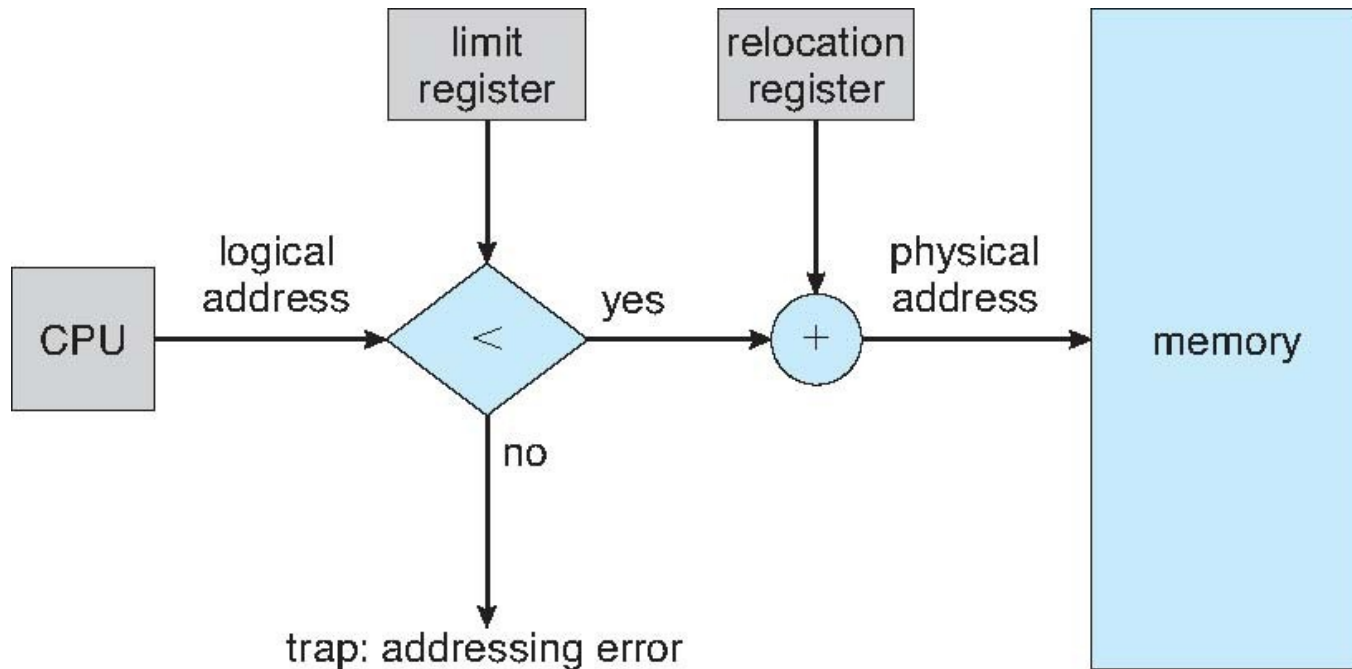 limit
register
relocation
register
logical
address
physical
address
CPU
<
yes
+
memory
no
trap: addressing error